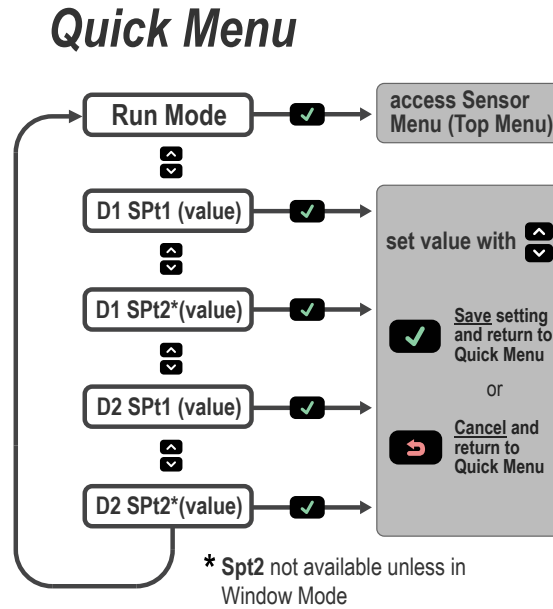 Quick Menu
Run Mode
access Sensor
Menu (Top Menu)
D1 SPt1 (value)
set value with
D1 SPt2*(value)
Save setting
and return to
Quick Menu
or
D2 SPt1 (value)
Cancel and
return to
Quick Menu
D2 SPt2*(value)
* Spt2 not available unless in
Window Mode